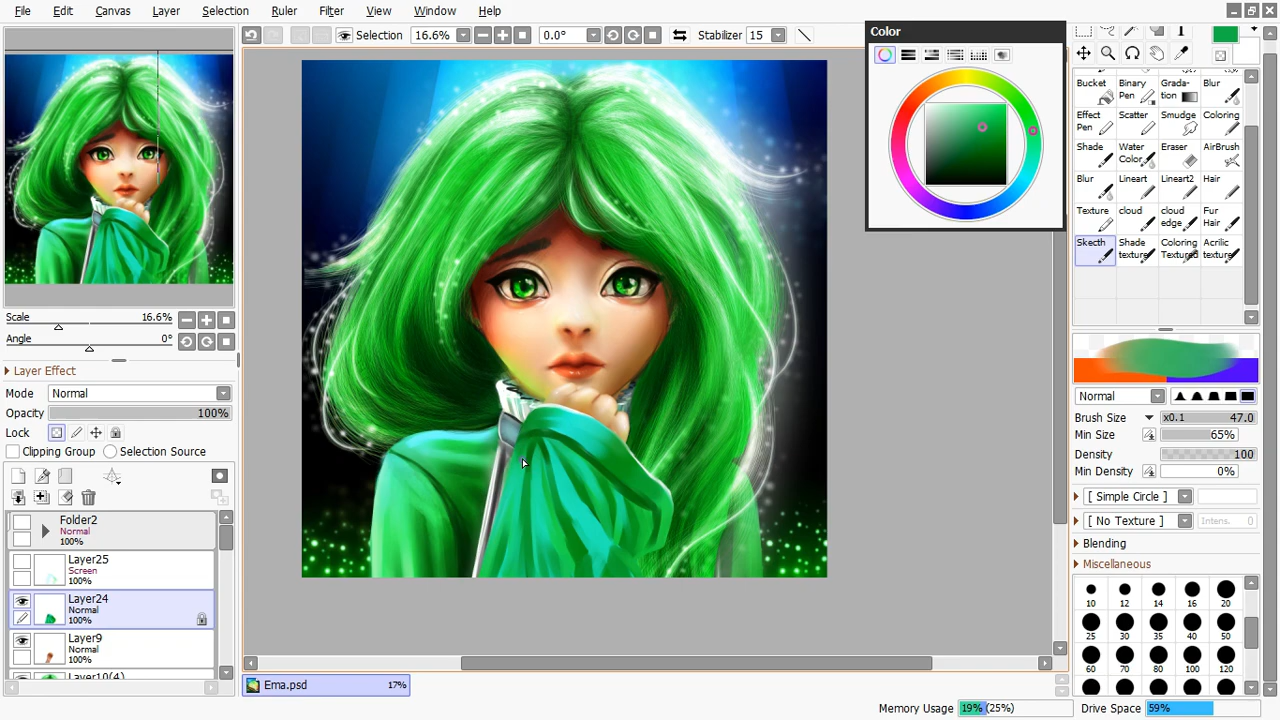 File Edit Canvas Layer Selection Ruler Filter View Window Help
Selection 16.6% 0.0° Stabilizer 15
Color
Scale 16.6%
Angle 0°
Layer Effect
Mode Normal
Opacity 100%
Lock
Clipping Group Selection Source
Folder2
Normal
100%
Layer25
Screen
100%
Layer24
Normal
100%
Layer9
Normal
100%
Layer10(4)
Ema.psd 17%
Bucket Binary Pen Grada-tion Blur
Effect Pen Scatter Smudge Coloring
Shade Water Color Eraser AirBrush
Blur Lineart Lineart2 Hair
Texture cloud cloud edge Fur Hair
Skecth Shade texture Coloring Textured Acrilic texture
Normal
Brush Size x0.1 47.0
Min Size 65%
Density 100
Min Density 0%
[ Simple Circle ]
[ No Texture ] Intens. 0
Blending
Miscellaneous
10 12 14 16 20
25 30 35 40 50
60 70 80 100 120
Memory Usage 19% (25%) Drive Space 59%